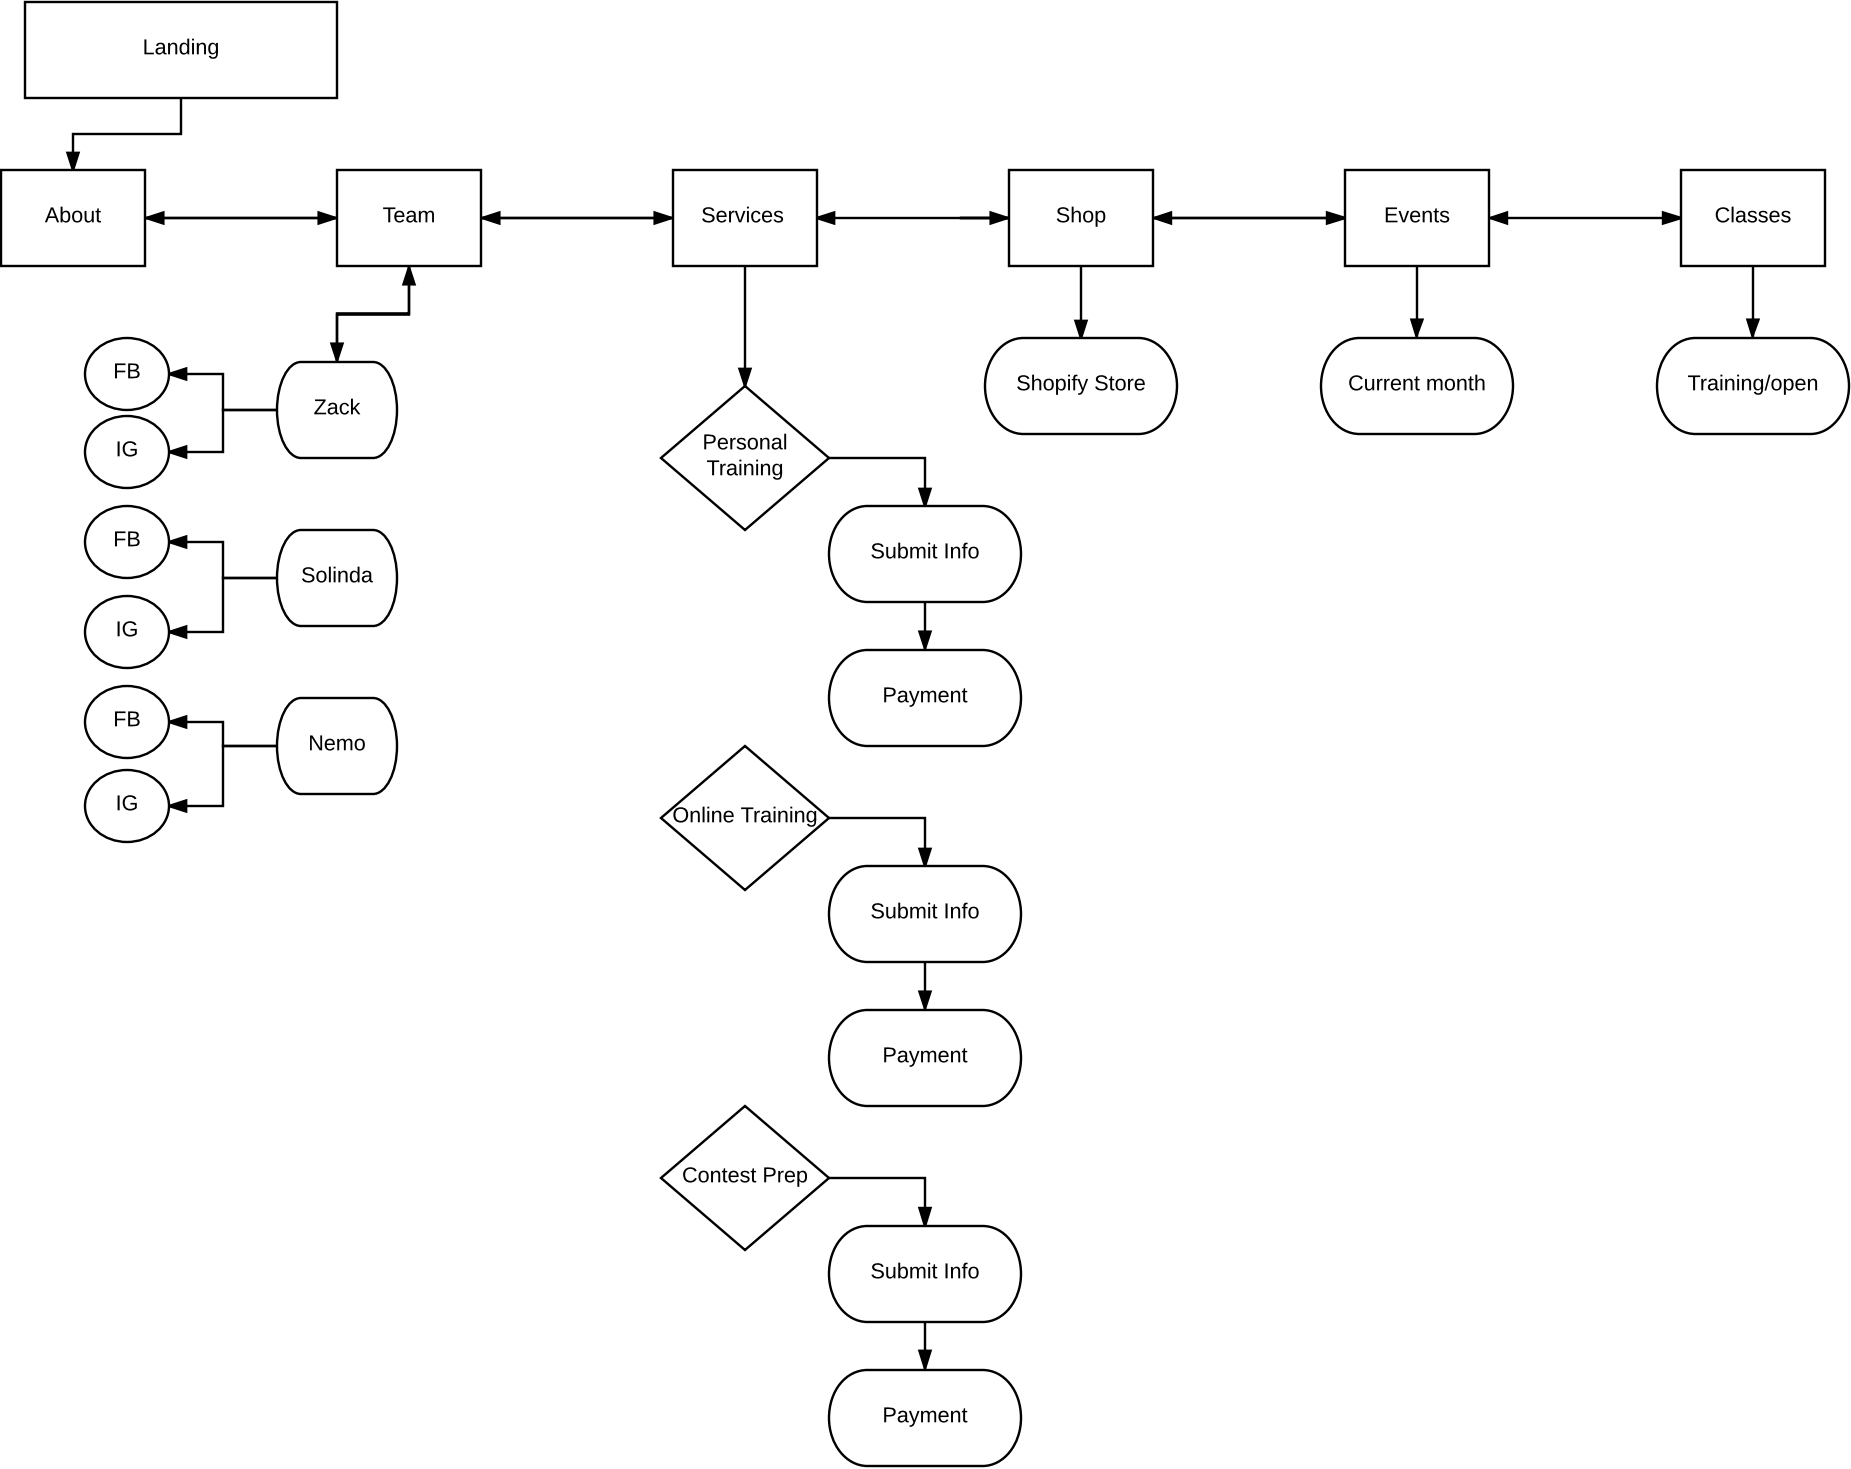 Landing
About
Team
Services
Shop
Events
Classes
FB
IG
Zack
FB
IG
Solinda
FB
IG
Nemo
Personal
Training
Submit Info
Payment
Online Training
Submit Info
Payment
Contest Prep
Submit Info
Payment
Shopify Store
Current month
Training/open